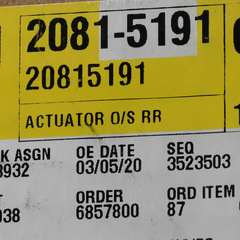 2081-5191
20815191
ACTUATOR O/S RR
K ASGN OE DATE SEQ
3932 03/05/20 3523503
ORDER ORD ITEM
038 6857800 87